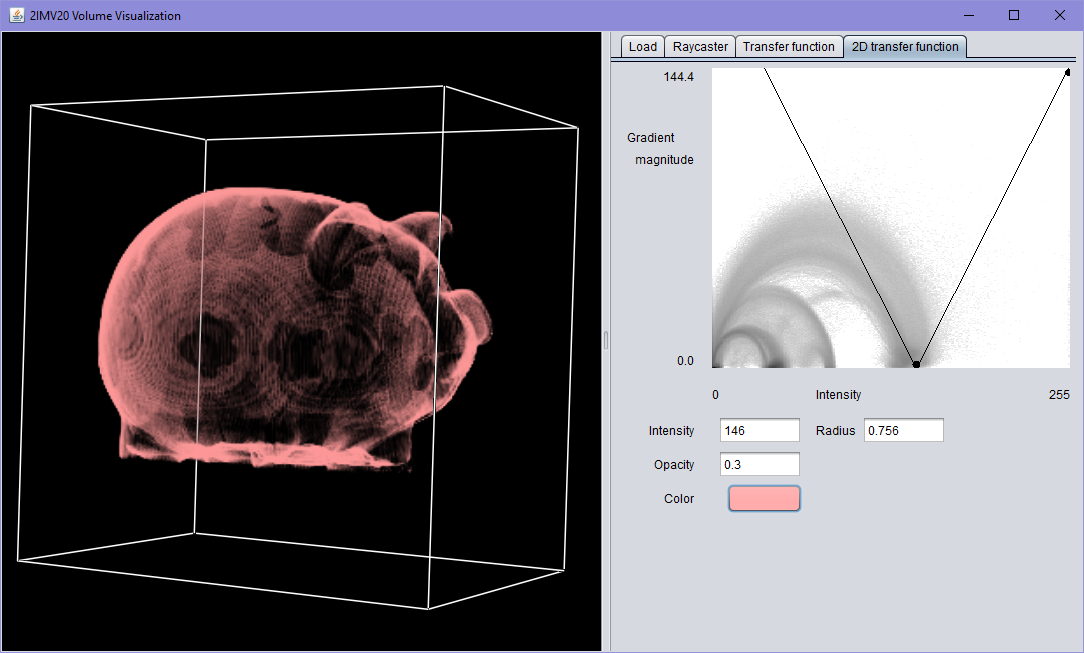 2IMV20 Volume Visualization
Load Raycaster Transfer function 2D transfer function
144.4
Gradient
magnitude
0.0
0 Intensity 255
Intensity 146 Radius 0.756
Opacity 0.3
Color